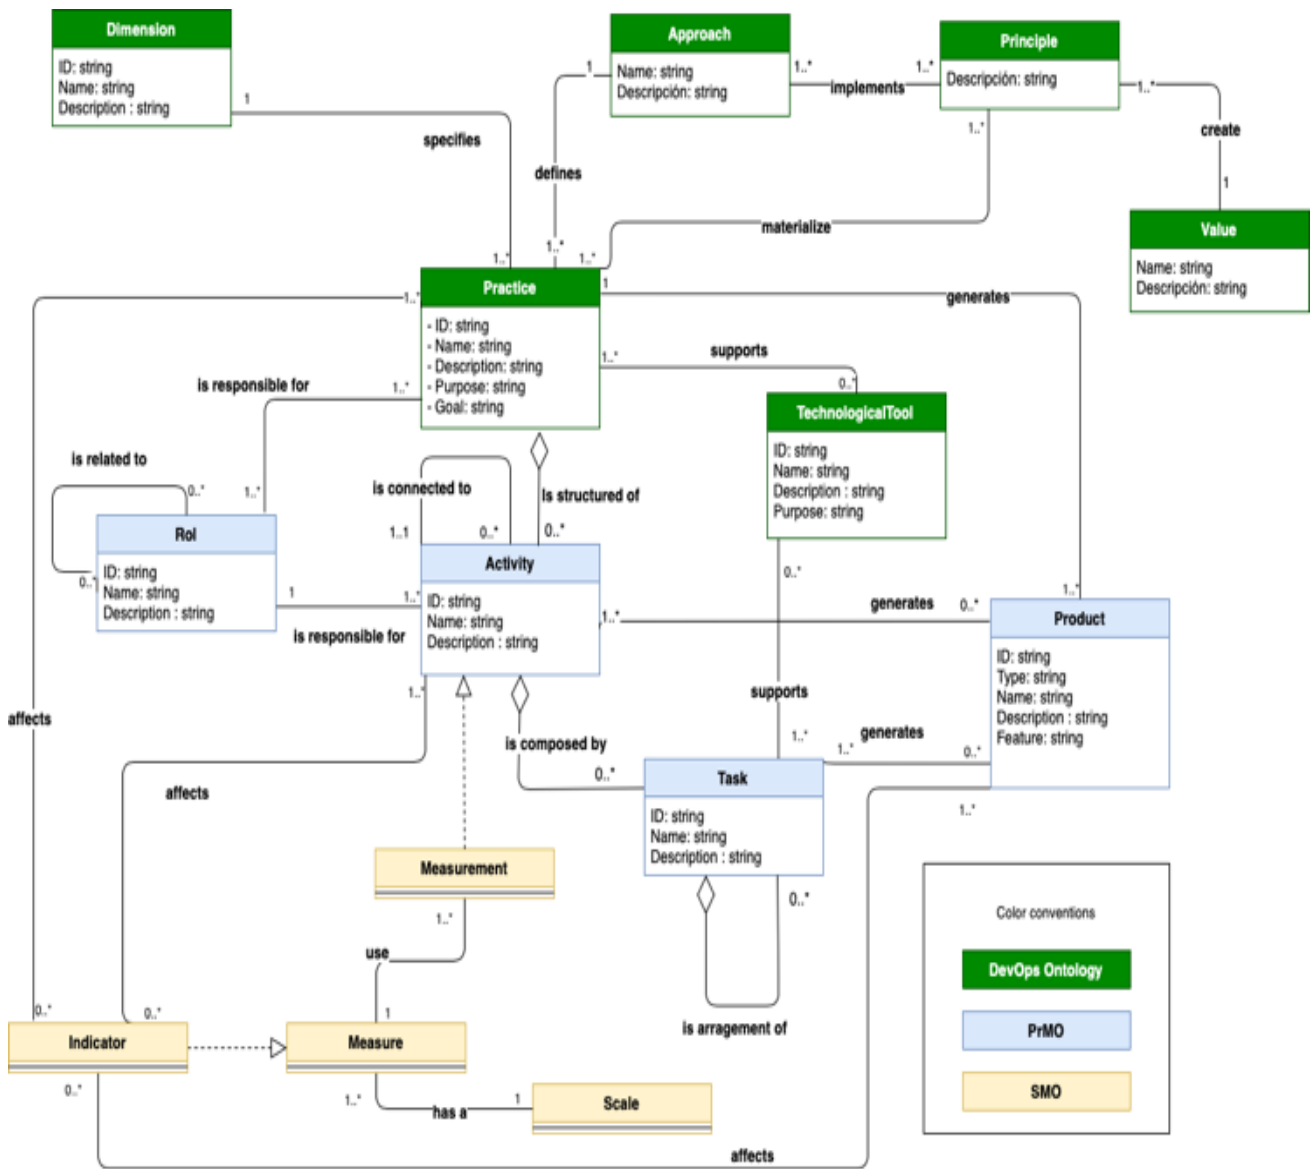 Dimension
ID: string
Name: string
Description : string
1
specifies
1..*
Approach
Name: string
Descripción: string
1
defines
1..*
1..*
implements
1..*
Principle
Descripción: string
1..*
create
1
Value
Name: string
Descripción: string
1..*
materialize
1..*
Practice
- ID: string
- Name: string
- Description: string
- Purpose: string
- Goal: string
1
generates
1..*
1..*
supports
0..*
TechnologicalTool
ID: string
Name: string
Description : string
Purpose: string
1..*
is responsible for
1..*
1..*
is related to
0..*
0..*
Rol
ID: string
Name: string
Description : string
1
is responsible for
1..*
is connected to
1..1
0..*
Is structured of
0..*
Activity
ID: string
Name: string
Description : string
1..*
generates
0..*
Product
ID: string
Type: string
Name: string
Description : string
Feature: string
0..*
supports
1..*
1..*
generates
0..*
is composed by
0..*
Task
ID: string
Name: string
Description : string
0..*
is arragement of
affects
0..*
1..*
affects
0..*
Measurement
1..*
use
1
Indicator
Measure
1..*
has a
1
Scale
0..*
affects
1..*
Color conventions
DevOps Ontology
PrMO
SMO